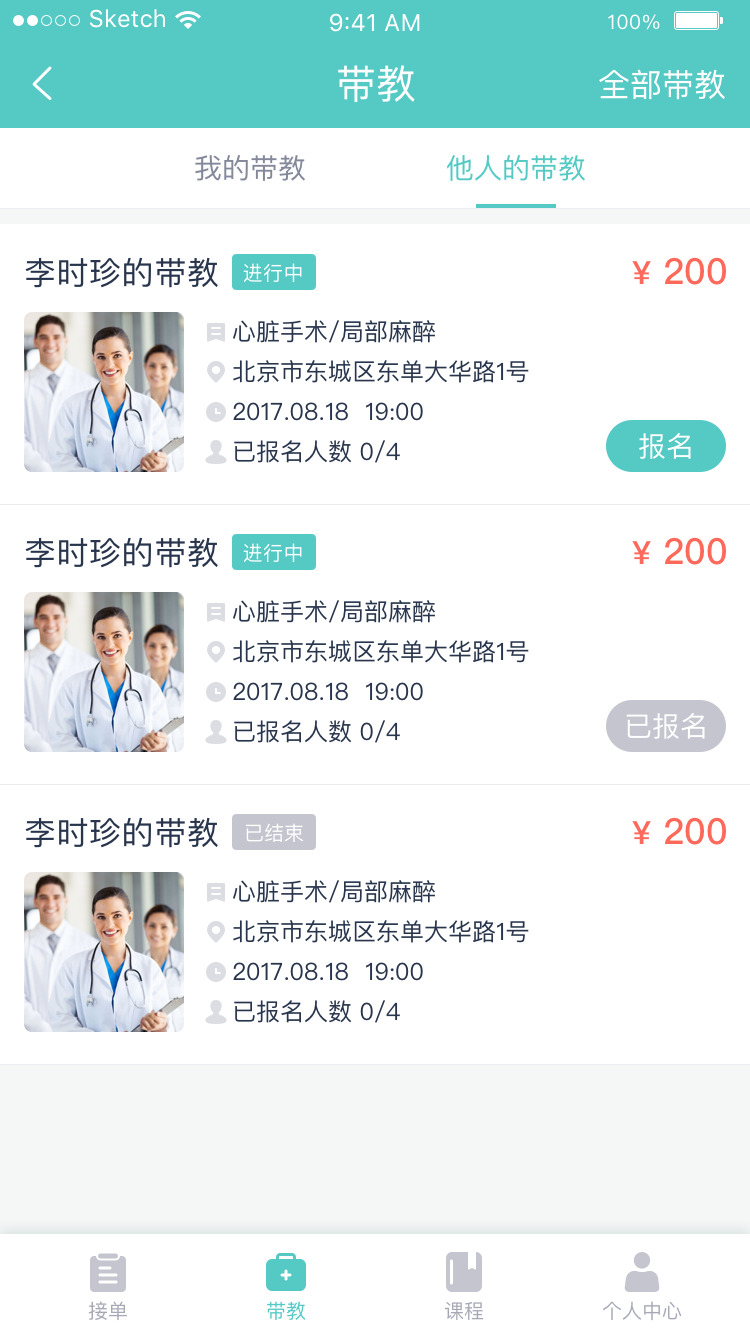 Sketch 9:41 AM 100%
带教 全部带教
我的带教 他人的带教
李时珍的带教 进行中 ¥ 200
心脏手术/局部麻醉
北京市东城区东单大华路1号
2017.08.18 19:00
已报名人数 0/4
报名
李时珍的带教 进行中 ¥ 200
心脏手术/局部麻醉
北京市东城区东单大华路1号
2017.08.18 19:00
已报名人数 0/4
已报名
李时珍的带教 已结束 ¥ 200
心脏手术/局部麻醉
北京市东城区东单大华路1号
2017.08.18 19:00
已报名人数 0/4
接单 带教 课程 个人中心